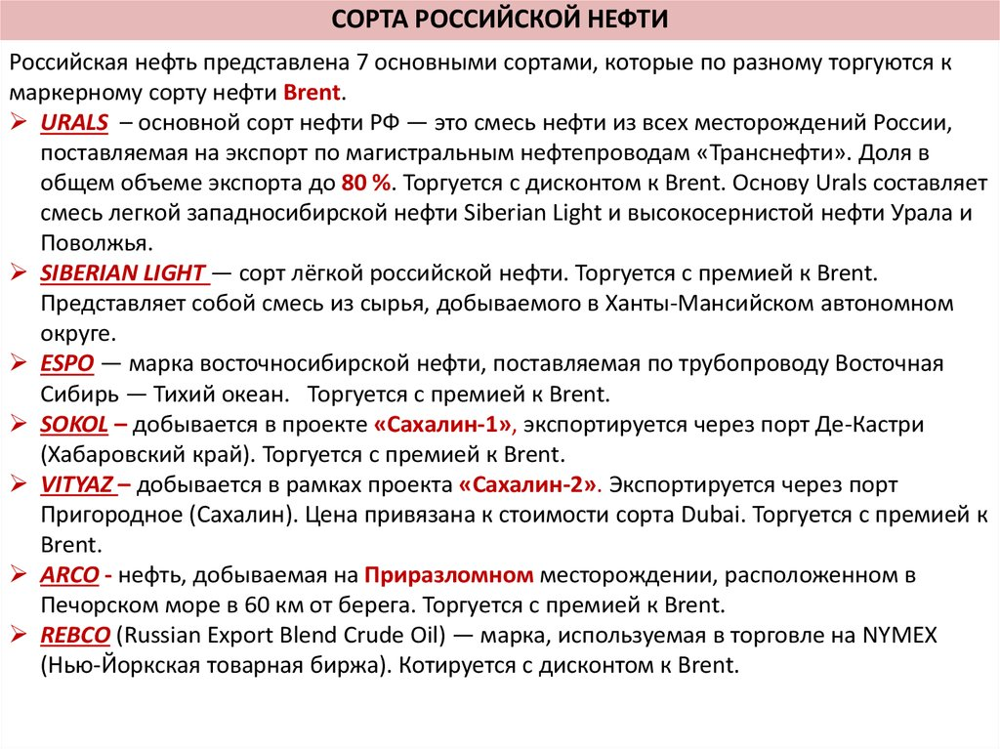 СОРТА РОССИЙСКОЙ НЕФТИ
Российская нефть представлена 7 основными сортами, которые по разному торгуются к
маркерному сорту нефти Brent.
➢ URALS – основной сорт нефти РФ — это смесь нефти из всех месторождений России,
поставляемая на экспорт по магистральным нефтепроводам «Транснефти». Доля в
общем объеме экспорта до 80 %. Торгуется с дисконтом к Brent. Основу Urals составляет
смесь легкой западносибирской нефти Siberian Light и высокосернистой нефти Урала и
Поволжья.
➢ SIBERIAN LIGHT — сорт лёгкой российской нефти. Торгуется с премией к Brent.
Представляет собой смесь из сырья, добываемого в Ханты-Мансийском автономном
округе.
➢ ESPO — марка восточносибирской нефти, поставляемая по трубопроводу Восточная
Сибирь — Тихий океан. Торгуется с премией к Brent.
➢ SOKOL – добывается в проекте «Сахалин-1», экспортируется через порт Де-Кастри
(Хабаровский край). Торгуется с премией к Brent.
➢ VITYAZ – добывается в рамках проекта «Сахалин-2». Экспортируется через порт
Пригородное (Сахалин). Цена привязана к стоимости сорта Dubai. Торгуется с премией к
Brent.
➢ ARCO - нефть, добываемая на Приразломном месторождении, расположенном в
Печорском море в 60 км от берега. Торгуется с премией к Brent.
➢ REBCO (Russian Export Blend Crude Oil) — марка, используемая в торговле на NYMEX
(Нью-Йоркская товарная биржа). Котируется с дисконтом к Brent.